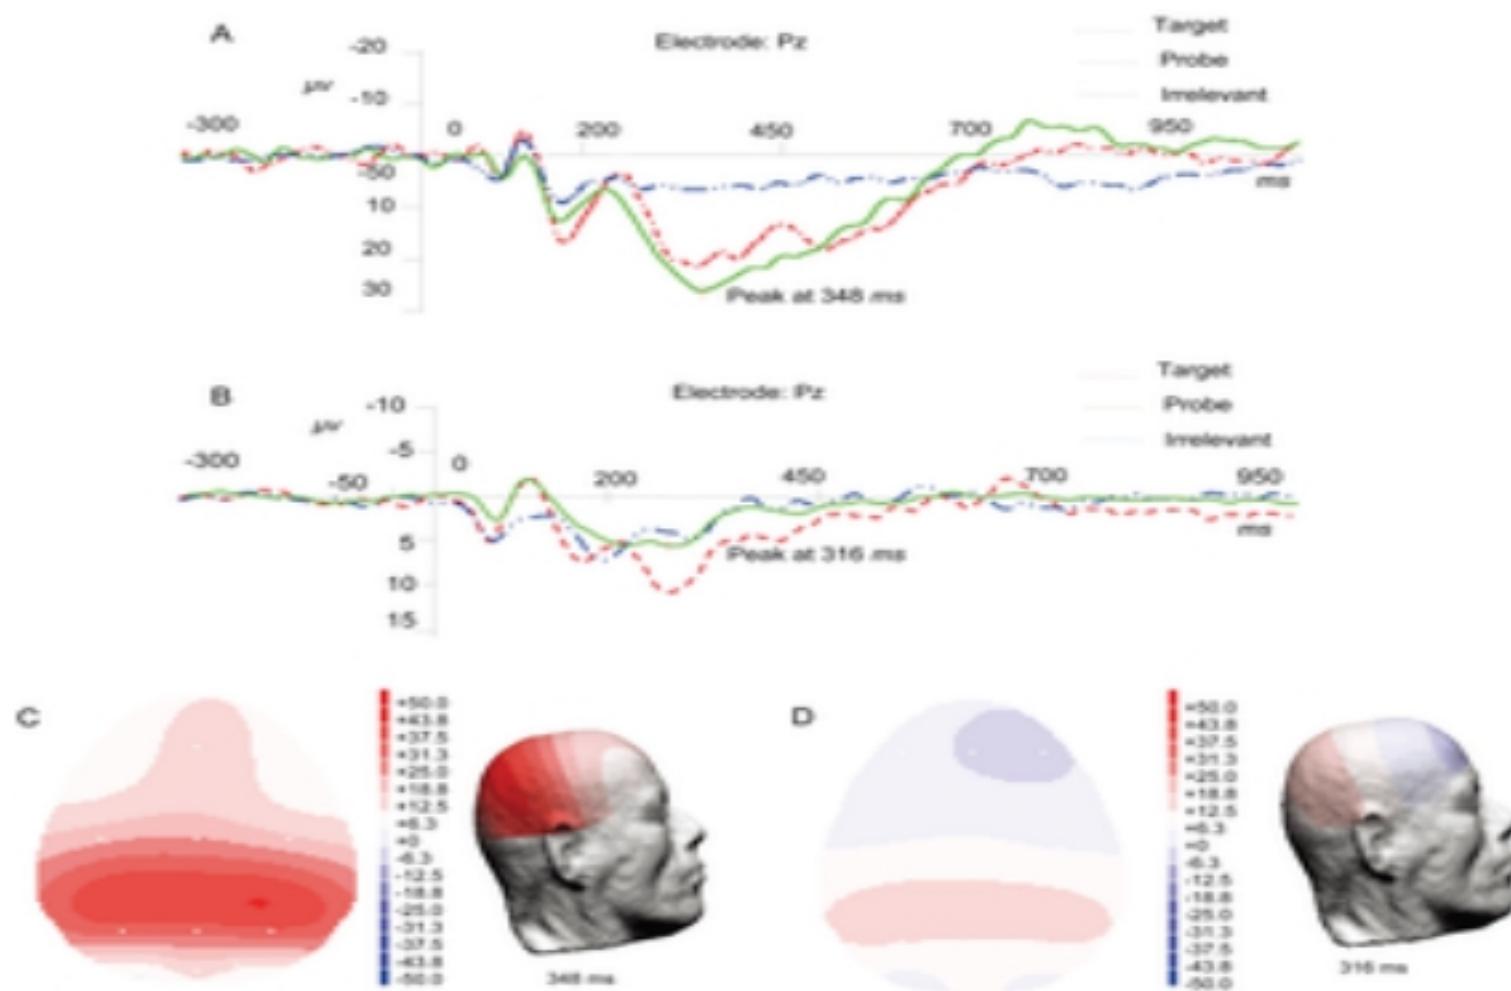 A
Electrode: Pz
Target
Probe
Irrelevant
μv
-20
-10
-300
0
200
450
700
950
-50
ms
10
20
30
Peak at 348 ms
B
Electrode: Pz
Target
Probe
Irrelevant
μv
-10
-5
-300
-50
0
200
450
700
950
ms
5
10
15
Peak at 316 ms
C
+50.0
+43.8
+37.5
+31.3
+25.0
+18.8
+12.5
+6.3
+0
-6.3
-12.5
-18.8
-25.0
-31.3
-37.5
-43.8
-50.0
348 ms
D
+50.0
+43.8
+37.5
+31.3
+25.0
+18.8
+12.5
+6.3
+0
-6.3
-12.5
-18.8
-25.0
-31.3
-37.5
-43.8
-50.0
316 ms